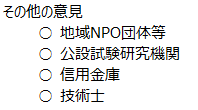 その他の意見
○ 地域NPO団体等
○ 公設試験研究機関
○ 信用金庫
○ 技術士